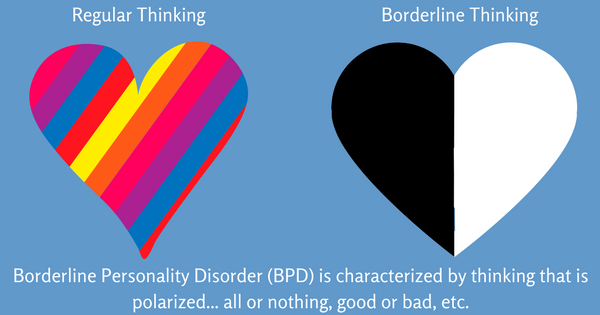 Regular Thinking
Borderline Thinking
Borderline Personality Disorder (BPD) is characterized by thinking that is
polarized... all or nothing, good or bad, etc.